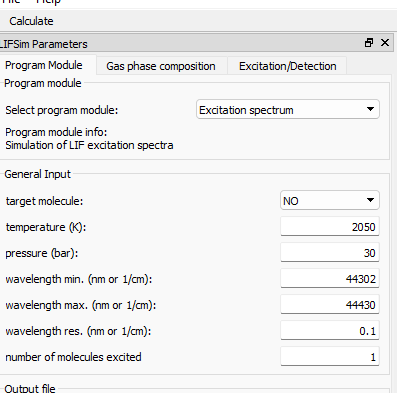 File Help
Calculate
LIFSim Parameters
Program Module Gas phase composition Excitation/Detection
Program module
Select program module: Excitation spectrum
Program module info:
Simulation of LIF excitation spectra
General Input
target molecule: NO
temperature (K): 2050
pressure (bar): 30
wavelength min. (nm or 1/cm): 44302
wavelength max. (nm or 1/cm): 44430
wavelength res. (nm or 1/cm): 0.1
number of molecules excited 1
Output file